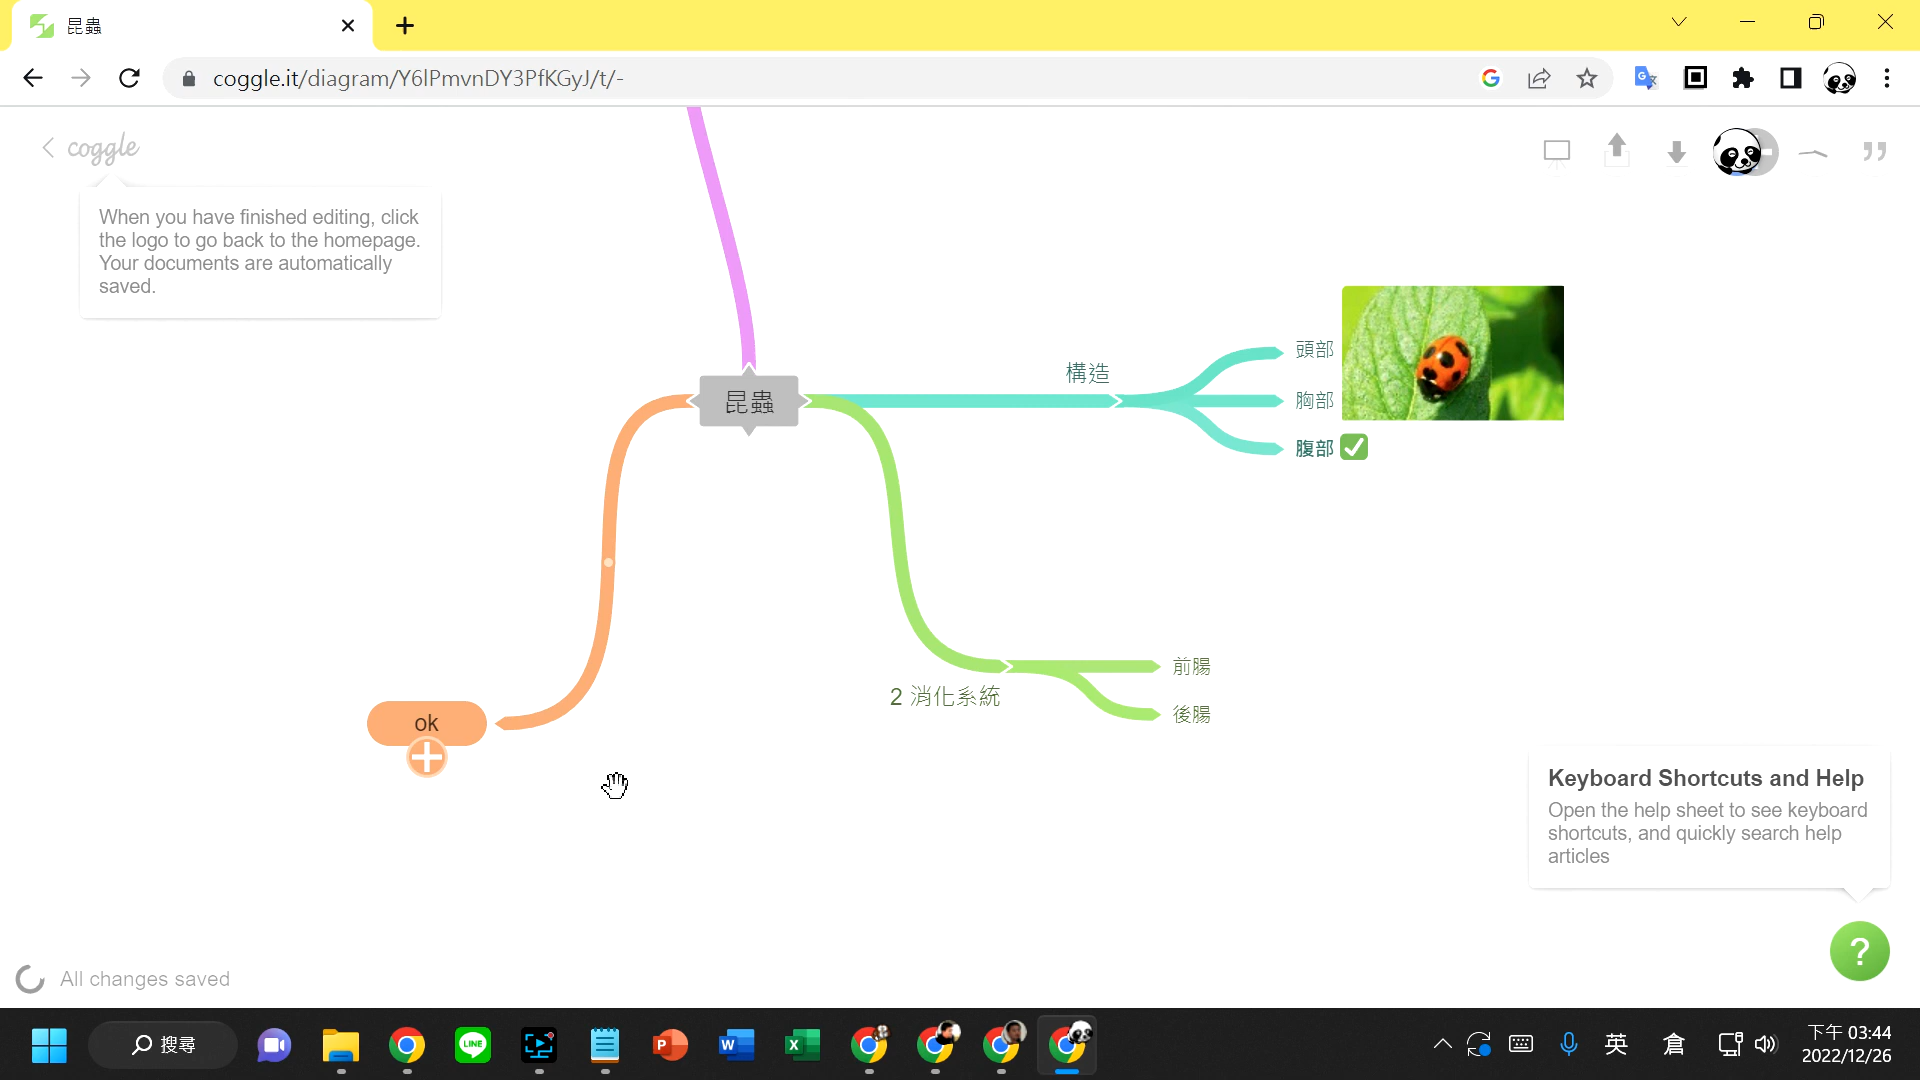 昆蟲
coggle.it/diagram/Y6lPmvnDY3PfKGyJ/t/-
coggle
When you have finished editing, click
the logo to go back to the homepage.
Your documents are automatically
saved.
昆蟲
構造
頭部
胸部
腹部
2 消化系統
前腸
後腸
ok
Keyboard Shortcuts and Help
Open the help sheet to see keyboard
shortcuts, and quickly search help
articles
?
All changes saved
搜尋
LINE
英
倉
下午 03:44
2022/12/26